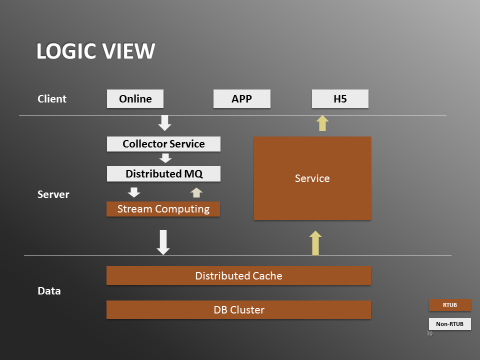 LOGIC VIEW
Client
Online
APP
H5
Collector Service
Distributed MQ
Server
Service
Stream Computing
Distributed Cache
Data
DB Cluster
RTUB
Non-RTUB